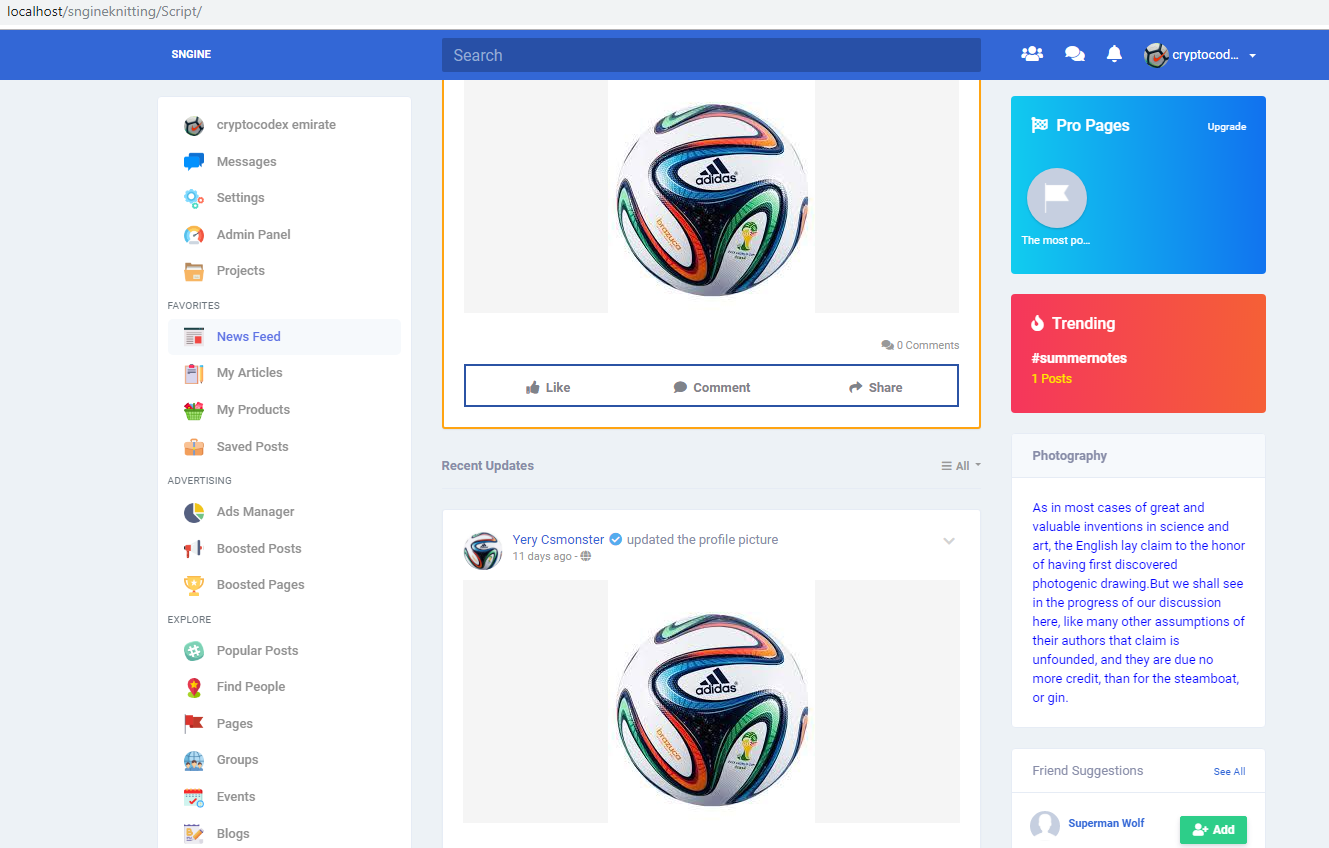 localhost/sngineknitting/Script/
SNGINE
Search
cryptocod...
cryptocodex emirate
Messages
Settings
Admin Panel
Projects
FAVORITES
News Feed
My Articles
My Products
Saved Posts
ADVERTISING
Ads Manager
Boosted Posts
Boosted Pages
EXPLORE
Popular Posts
Find People
Pages
Groups
Events
Blogs
adidas
brazuca
0 Comments
Like Comment Share
Recent Updates
All
Yery Csmonster updated the profile picture
11 days ago -
adidas
brazuca
Pro Pages
Upgrade
The most po...
Trending
#summernotes
1 Posts
Photography
As in most cases of great and
valuable inventions in science and
art, the English lay claim to the honor
of having first discovered
photogenic drawing.But we shall see
in the progress of our discussion
here, like many other assumptions of
their authors that claim is
unfounded, and they are due no
more credit, than for the steamboat,
or gin.
Friend Suggestions
See All
Superman Wolf
Add